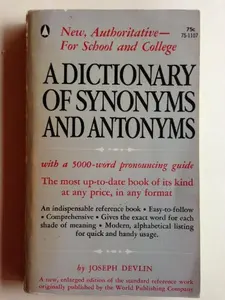 New, Authoritative—
For School and College
75c
75-1107
A DICTIONARY
OF SYNONYMS
AND ANTONYMS
with a 5000-word pronouncing guide
The most up-to-date book of its kind
at any price, in any format
An indispensable reference book • Easy-to-follow
• Comprehensive • Gives the exact word for each
shade of meaning • Modern, alphabetical listing
for quick and handy usage.
by JOSEPH DEVLIN
A new, enlarged edition of the standard reference work
originally published by the World Publishing Company